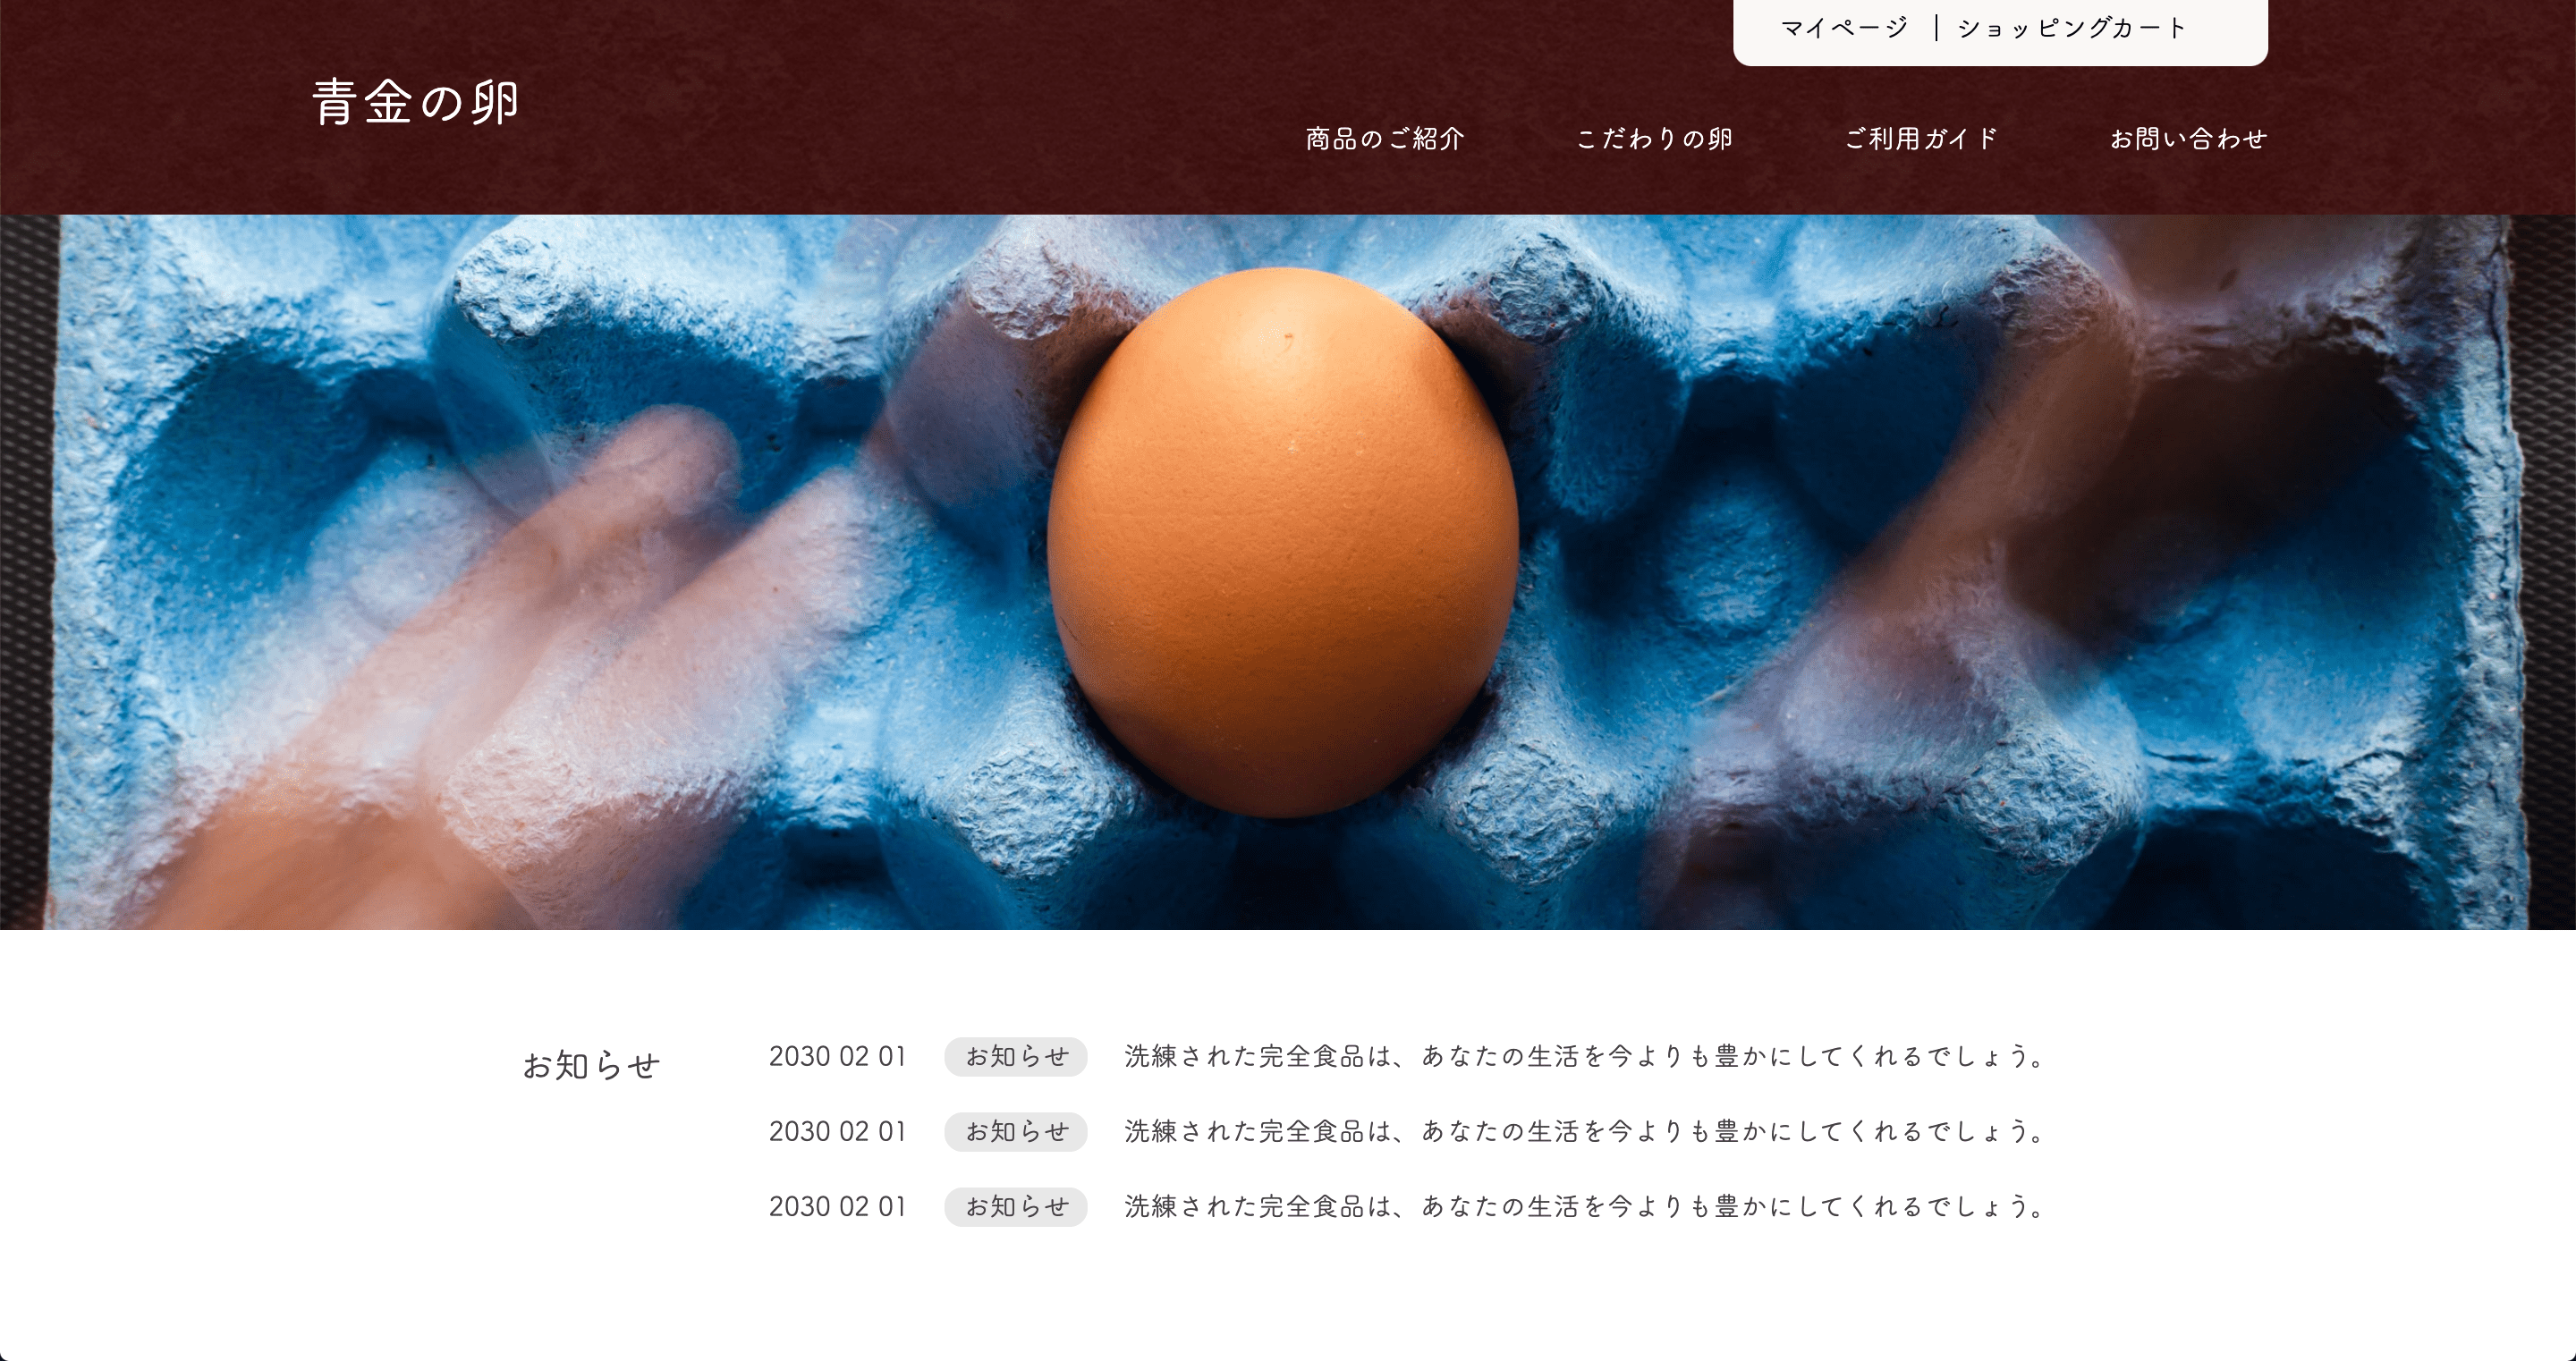 マイページ | ショッピングカート
青金の卵
商品のご紹介 こだわりの卵 ご利用ガイド お問い合わせ
お知らせ
2030 02 01 お知らせ 洗練された完全食品は、あなたの生活を今よりも豊かにしてくれるでしょう。
2030 02 01 お知らせ 洗練された完全食品は、あなたの生活を今よりも豊かにしてくれるでしょう。
2030 02 01 お知らせ 洗練された完全食品は、あなたの生活を今よりも豊かにしてくれるでしょう。